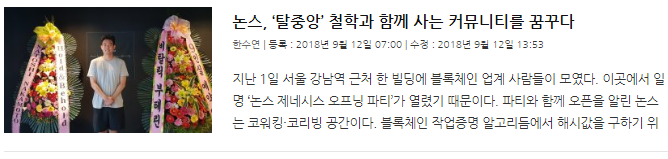 논스, ‘탈중앙’ 철학과 함께 사는 커뮤니티를 꿈꾸다
한수연 | 등록 : 2018년 9월 12일 07:00 | 수정 : 2018년 9월 12일 13:53
지난 1일 서울 강남역 근처 한 빌딩에 블록체인 업계 사람들이 모였다. 이곳에서 일
명 ‘논스 제네시스 오프닝 파티’가 열렸기 때문이다. 파티와 함께 오픈을 알린 논스
는 코워킹·코리빙 공간이다. 블록체인 작업증명 알고리듬에서 해시값을 구하기 위
비탈릭 부테린